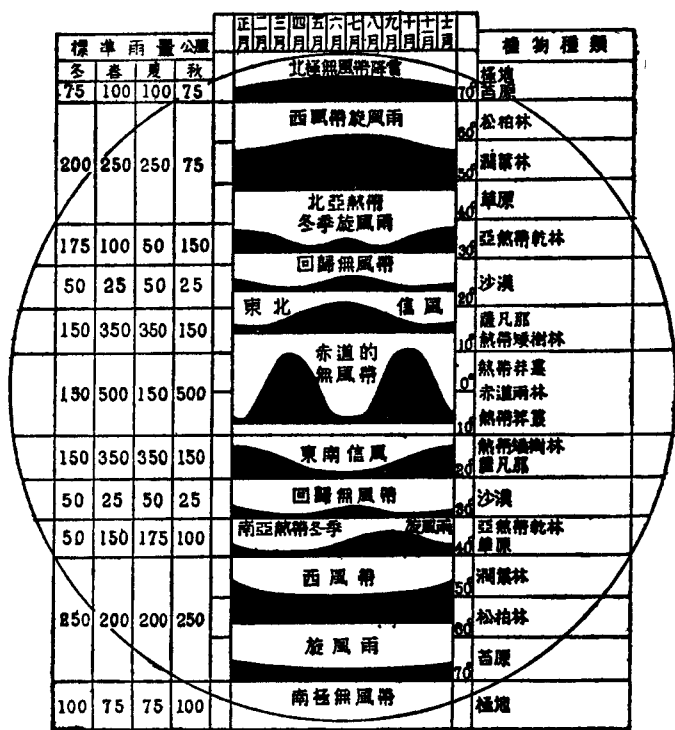 正月 二月 三月 四月 五月 六月 七月 八月 九月 十月 十一月
標準雨量公厘
植物種類
冬 春 夏 秋
75 100 100 75
北極無風帶降雪
70°
極地
苔原
200 250 250 75
西風帶旋風雨
60°
松柏林
50°
濶葉林
北亞熱帶
冬季旋風雨
40°
草原
175 100 50 150
30°
亞熱帶乾林
50 25 50 25
回歸無風帶
20°
沙漠
150 350 350 150
東北信風
10°
薩凡那
熱帶矮樹林
150 500 150 500
赤道的
無風帶
0°
熱帶莽叢
赤道雨林
10°
熱帶莽叢
150 350 350 150
東南信風
20°
熱帶矮樹林
薩凡那
50 25 50 25
回歸無風帶
30°
沙漠
50 150 175 100
南亞熱帶冬季旋風雨
40°
亞熱帶乾林
草原
250 200 200 250
西風帶
50°
濶葉林
60°
松柏林
旋風雨
70°
苔原
100 75 75 100
南極無風帶
極地